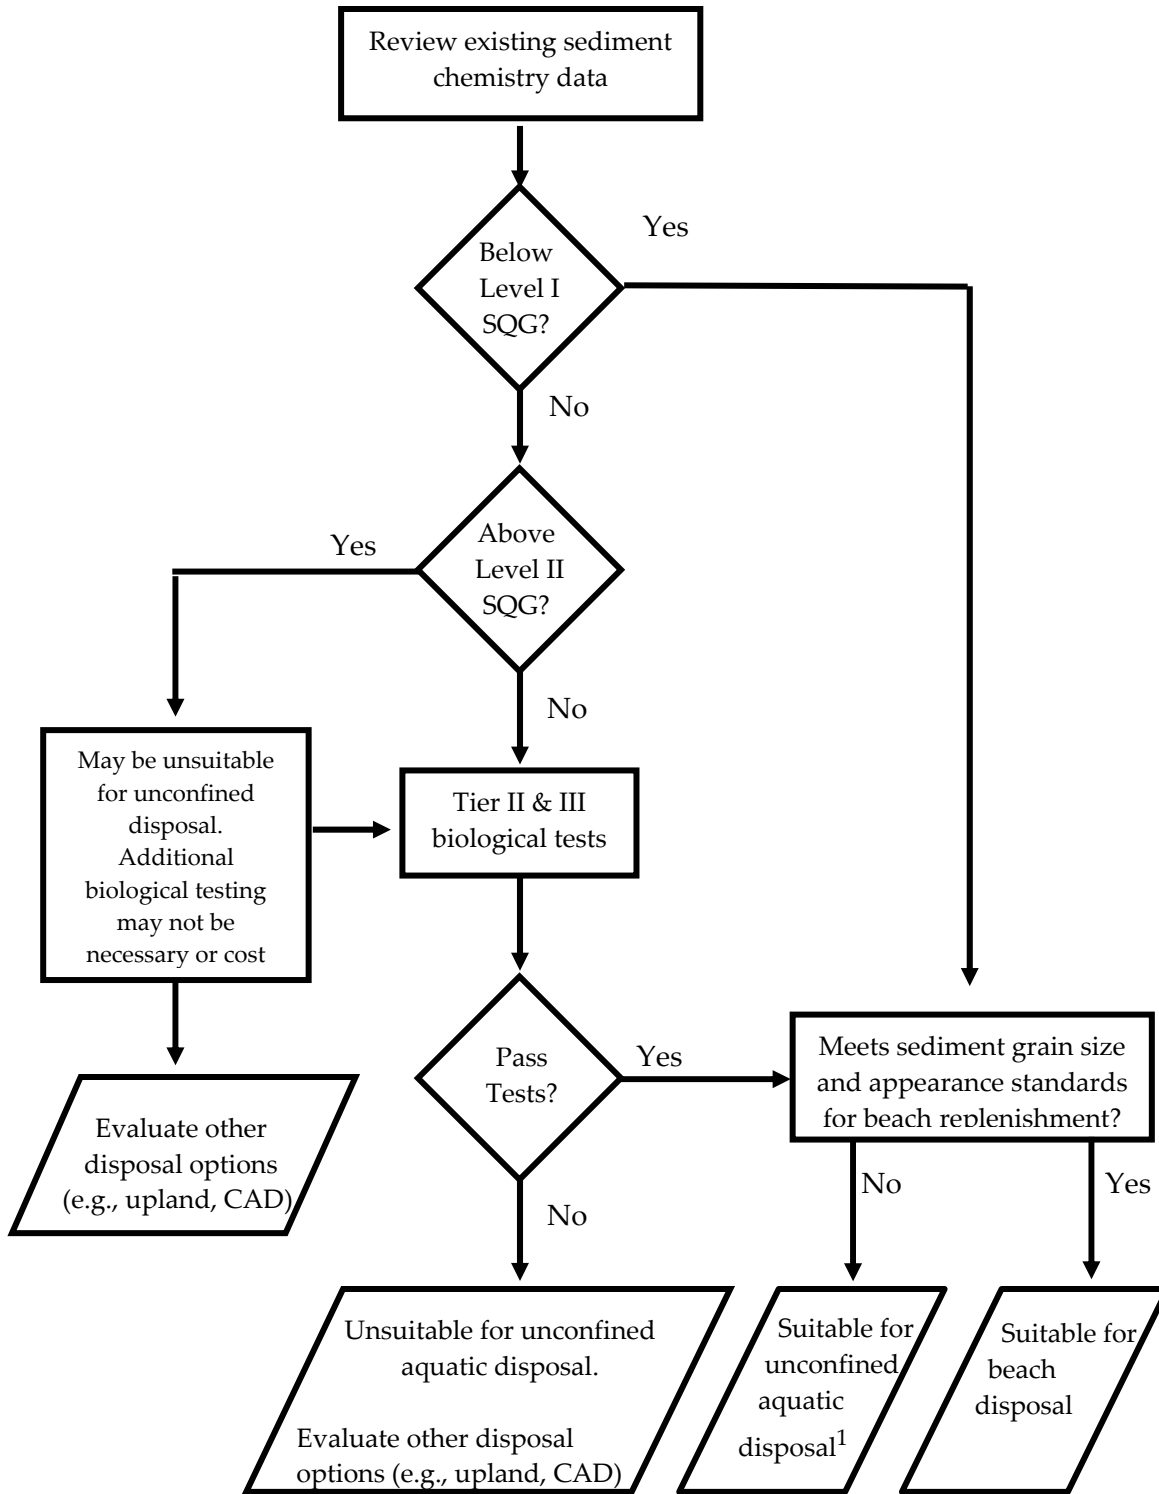 Review existing sediment
chemistry data
Yes
Below
Level I
SQG?
No
Above
Level II
SQG?
Yes
No
May be unsuitable
for unconfined
disposal.
Additional
biological testing
may not be
necessary or cost
Tier II & III
biological tests
Pass
Tests?
Yes
Meets sediment grain size
and appearance standards
for beach replenishment?
Evaluate other
disposal options
(e.g., upland, CAD)
No
No
Yes
Unsuitable for unconfined
aquatic disposal.
Evaluate other disposal
options (e.g., upland, CAD)
Suitable for
unconfined
aquatic
disposal¹
Suitable for
beach
disposal